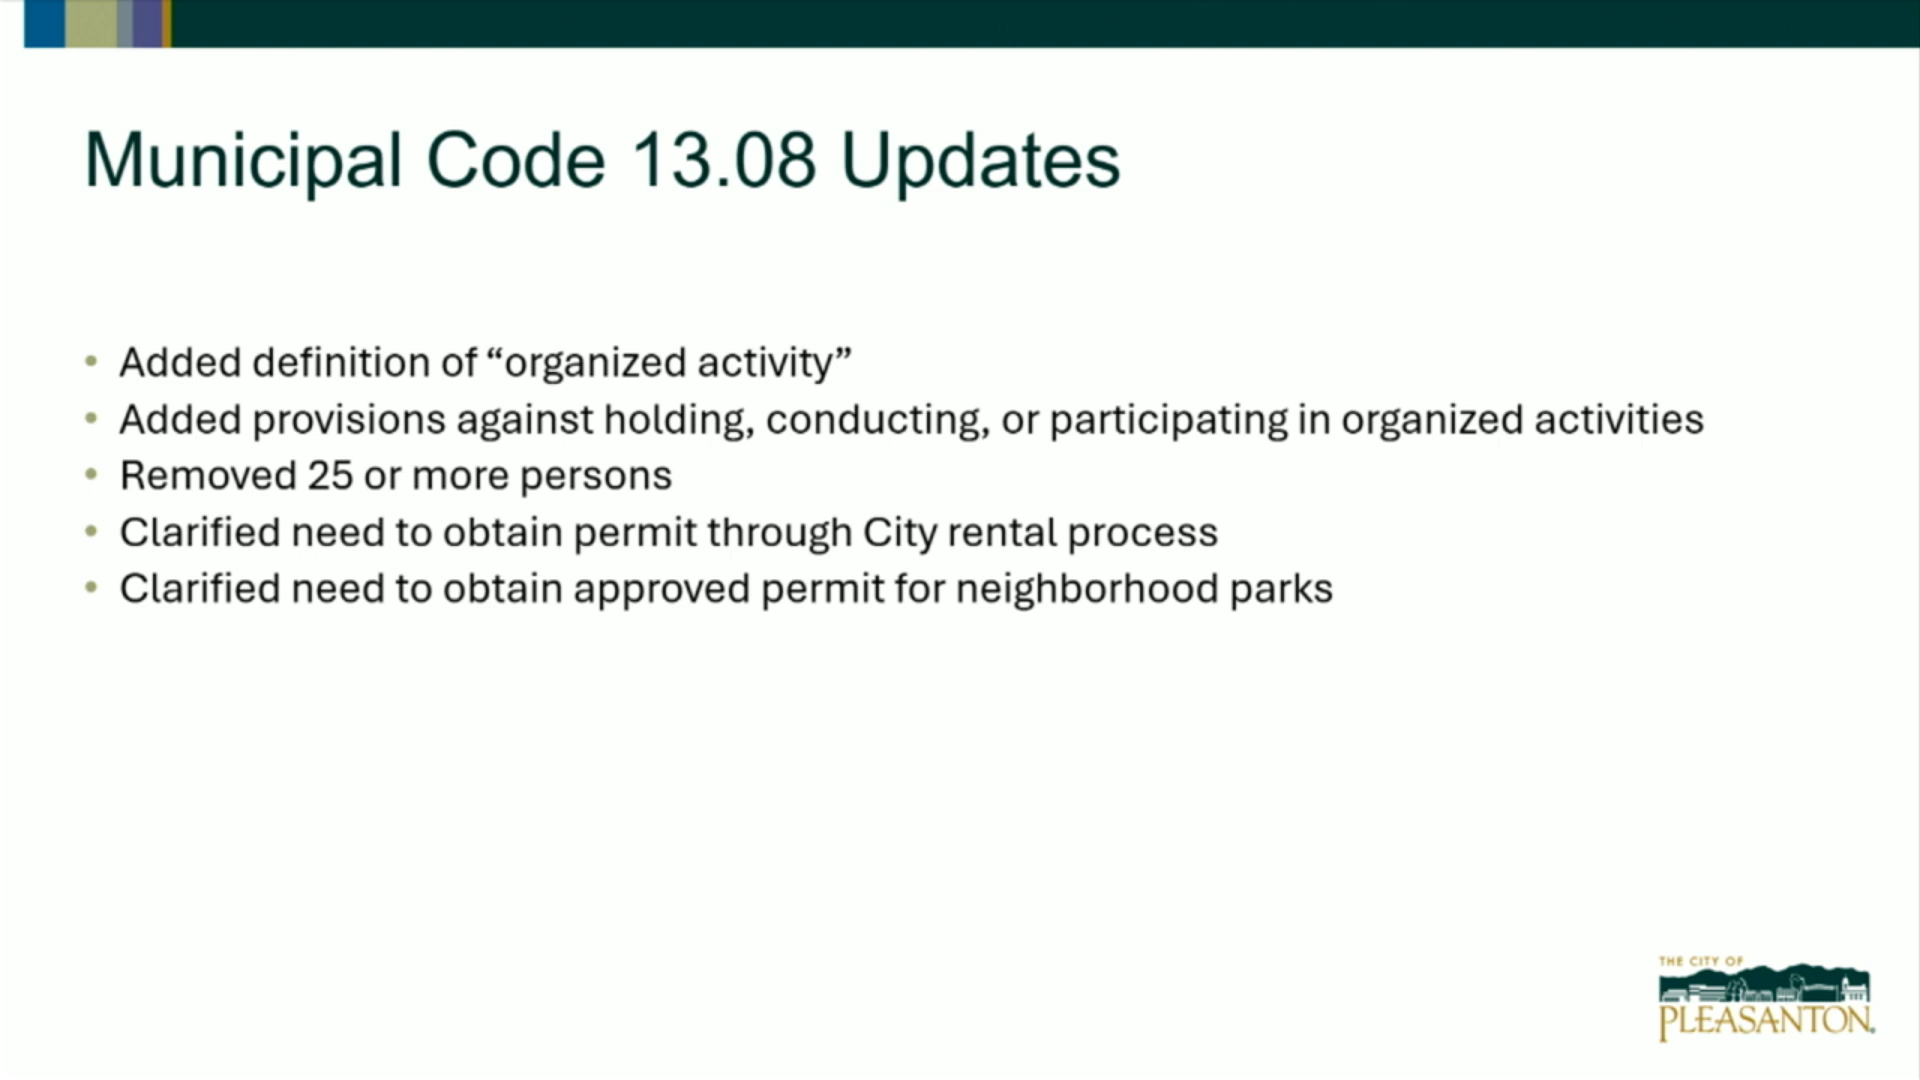 Municipal Code 13.08 Updates
• Added definition of “organized activity”
• Added provisions against holding, conducting, or participating in organized activities
• Removed 25 or more persons
• Clarified need to obtain permit through City rental process
• Clarified need to obtain approved permit for neighborhood parks
THE CITY OF
PLEASANTON.